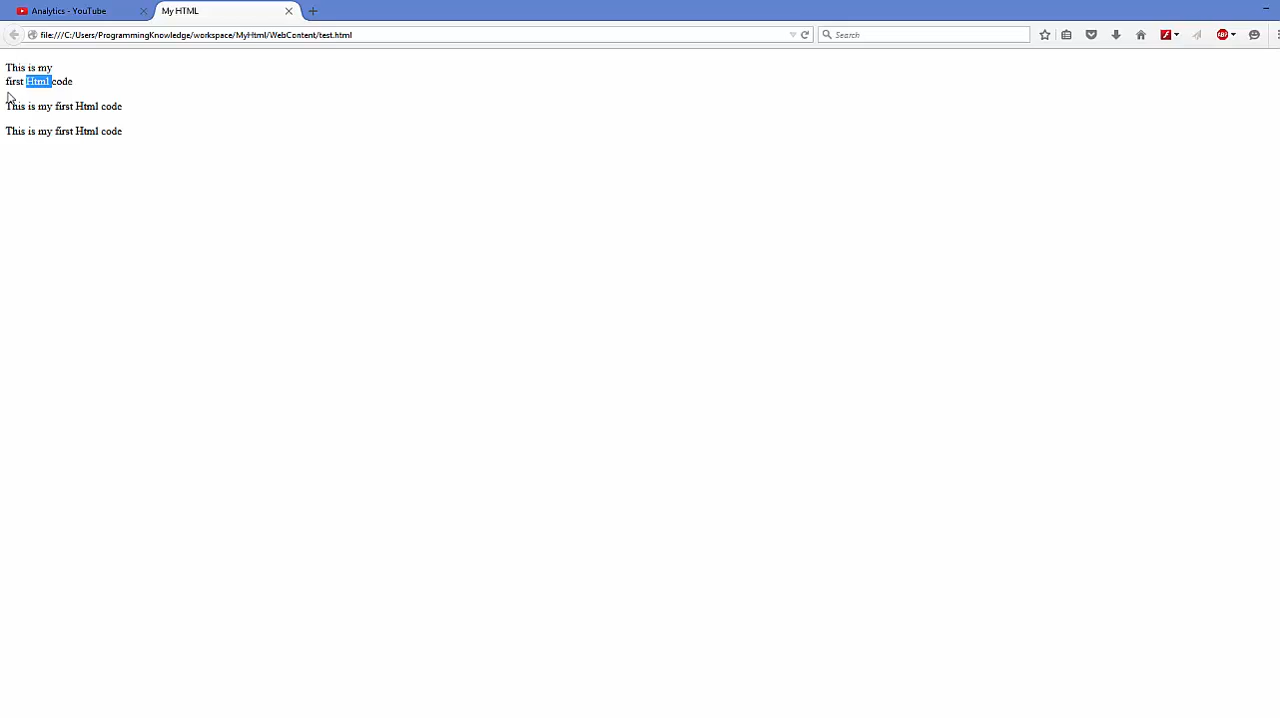 Analytics - YouTube
My HTML
file:///C:/Users/ProgrammingKnowledge/workspace/MyHtml/WebContent/test.html
Search
ABP
This is my
first Html code
This is my first Html code
This is my first Html code